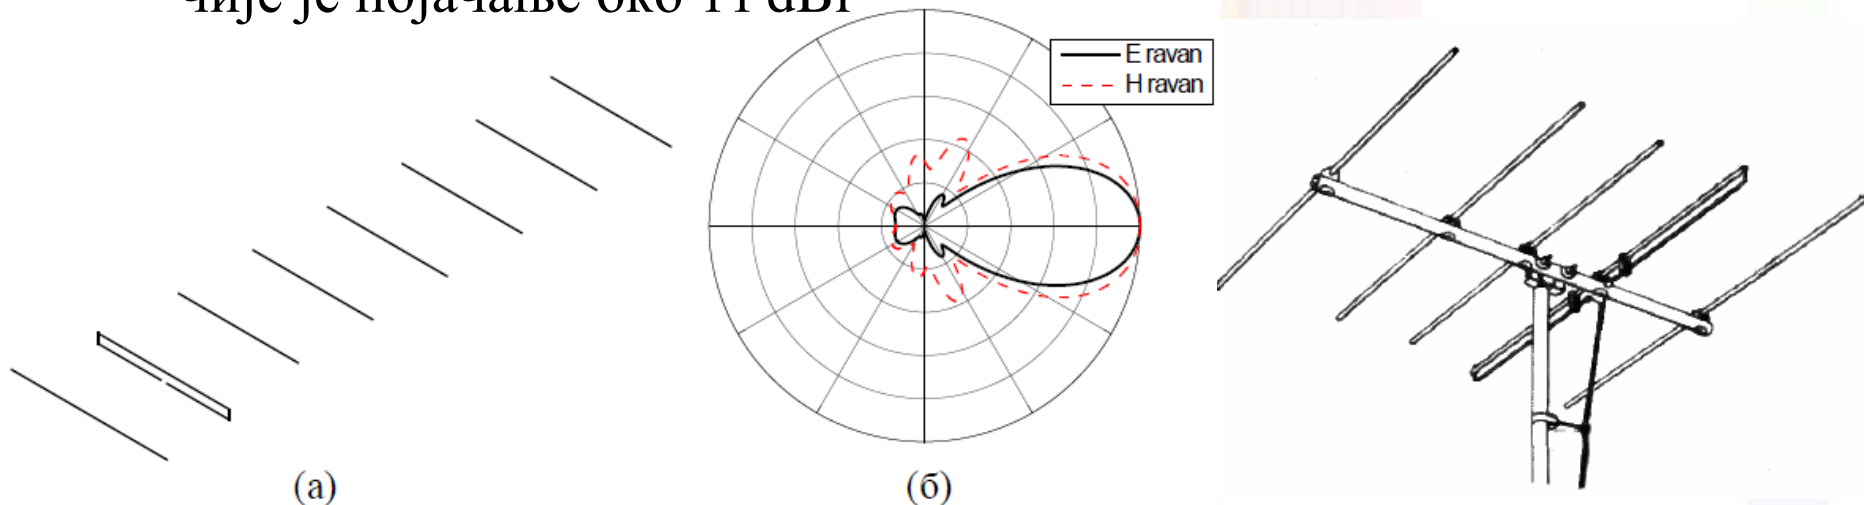 чије је појачање око 11 dBi
E ravan
H ravan
(а)
(б)